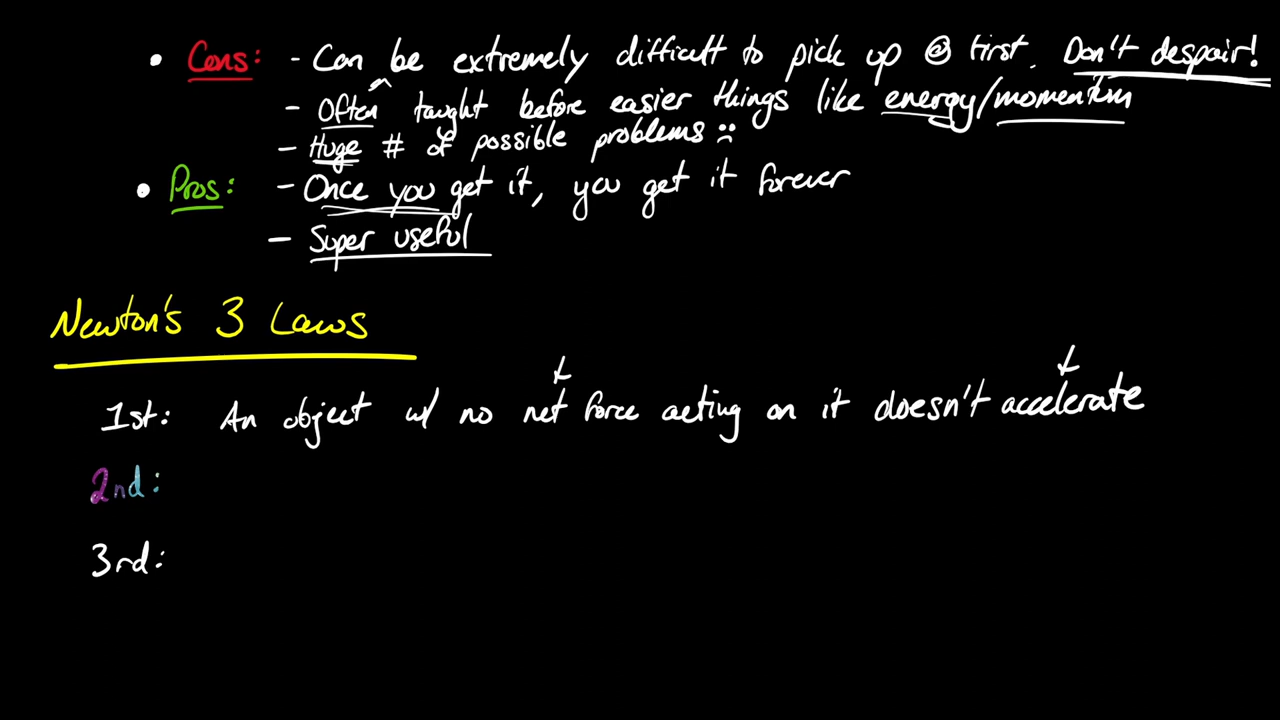 • Cons: - Can be extremely difficult to pick up @ first. Don't despair!
- Often taught before easier things like energy/momentum
- Huge # of possible problems :(
• Pros: - Once you get it, you get it forever
- Super useful
Newton's 3 Laws
1st: An object w/ no net force acting on it doesn't accelerate
2nd:
3rd: